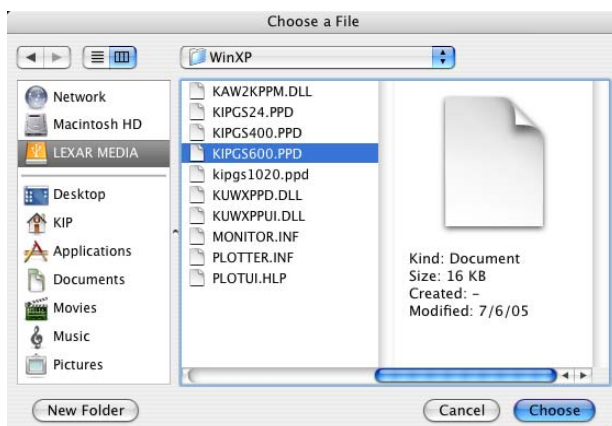 Choose a File
WinXP
Network
Macintosh HD
LEXAR MEDIA
Desktop
KIP
Applications
Documents
Movies
Music
Pictures
KAW2KPPM.DLL
KIPGS24.PPD
KIPGS400.PPD
KIPGS600.PPD
kipgs1020.ppd
KUWXPPD.DLL
KUWXPPUI.DLL
MONITOR.INF
PLOTTER.INF
PLOTUI.HLP
Kind: Document
Size: 16 KB
Created: –
Modified: 7/6/05
New Folder
Cancel
Choose